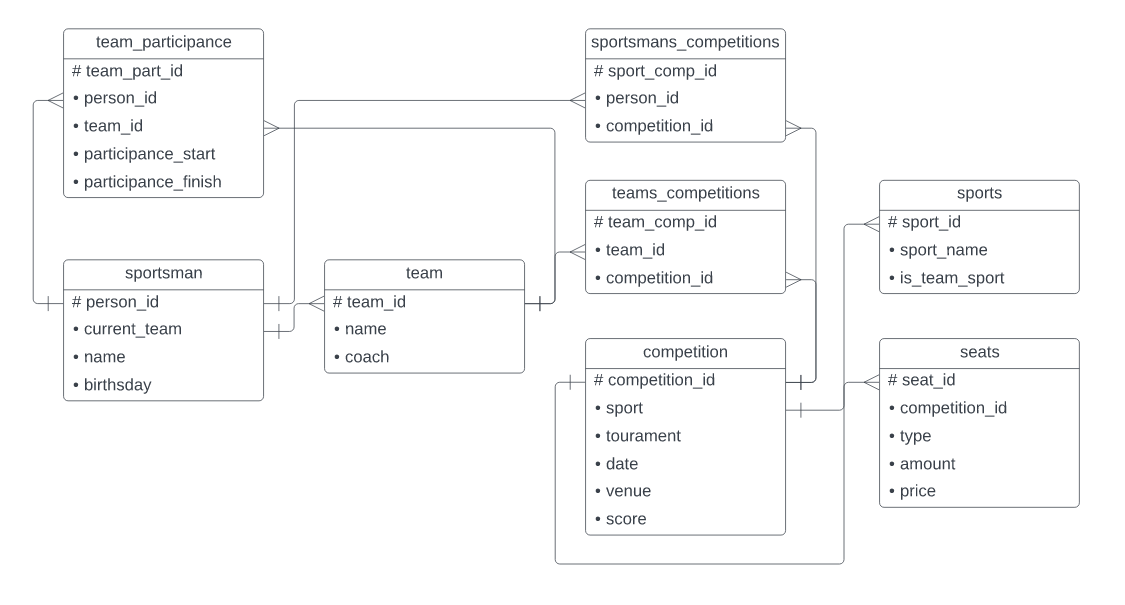 team_participance
# team_part_id
• person_id
• team_id
• participance_start
• participance_finish
sportsmans_competitions
# sport_comp_id
• person_id
• competition_id
teams_competitions
# team_comp_id
• team_id
• competition_id
sports
# sport_id
• sport_name
• is_team_sport
sportsman
# person_id
• current_team
• name
• birthsday
team
# team_id
• name
• coach
competition
# competition_id
• sport
• tourament
• date
• venue
• score
seats
# seat_id
• competition_id
• type
• amount
• price